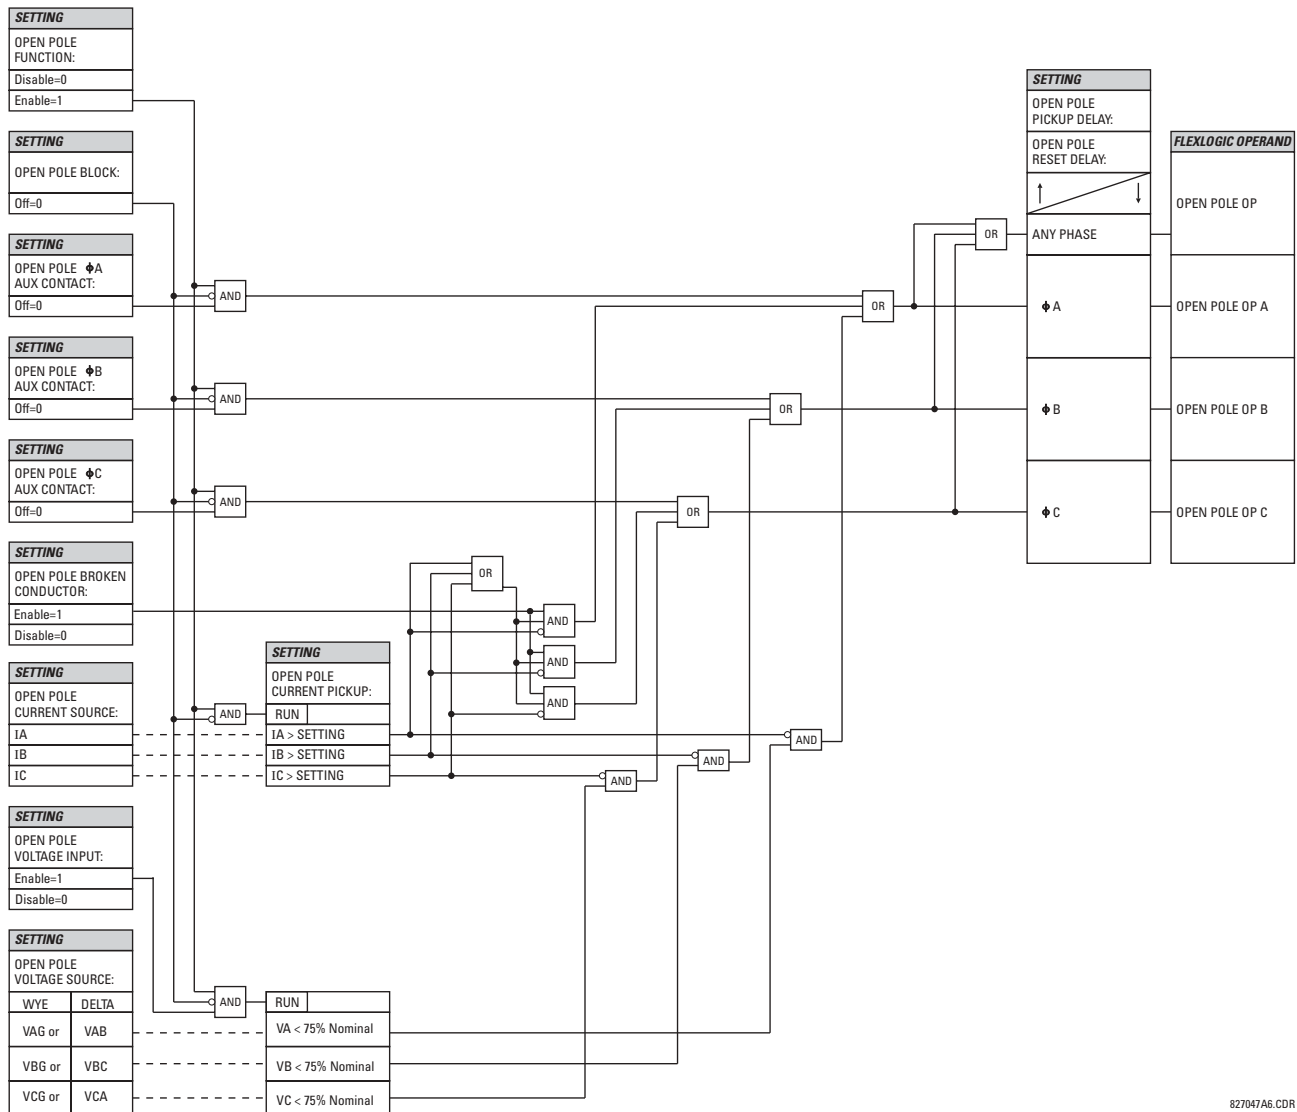 SETTING
OPEN POLE
FUNCTION:
Disable=0
Enable=1
SETTING
OPEN POLE BLOCK:
Off=0
SETTING
OPEN POLE ϕA
AUX CONTACT:
Off=0
SETTING
OPEN POLE ϕB
AUX CONTACT:
Off=0
SETTING
OPEN POLE ϕC
AUX CONTACT:
Off=0
SETTING
OPEN POLE BROKEN
CONDUCTOR:
Enable=1
Disable=0
SETTING
OPEN POLE
CURRENT SOURCE:
IA
IB
IC
SETTING
OPEN POLE
VOLTAGE INPUT:
Enable=1
Disable=0
SETTING
OPEN POLE
VOLTAGE SOURCE:
WYE DELTA
VAG or VAB
VBG or VBC
VCG or VCA
AND
AND
AND
AND
AND
SETTING
OPEN POLE
CURRENT PICKUP:
RUN
IA > SETTING
IB > SETTING
IC > SETTING
RUN
VA < 75% Nominal
VB < 75% Nominal
VC < 75% Nominal
OR
AND
AND
AND
AND
AND
AND
OR
OR
OR
OR
SETTING
OPEN POLE
PICKUP DELAY:
OPEN POLE
RESET DELAY:
ANY PHASE
ϕ A
ϕ B
ϕ C
FLEXLOGIC OPERAND
OPEN POLE OP
OPEN POLE OP A
OPEN POLE OP B
OPEN POLE OP C
827047A6.CDR